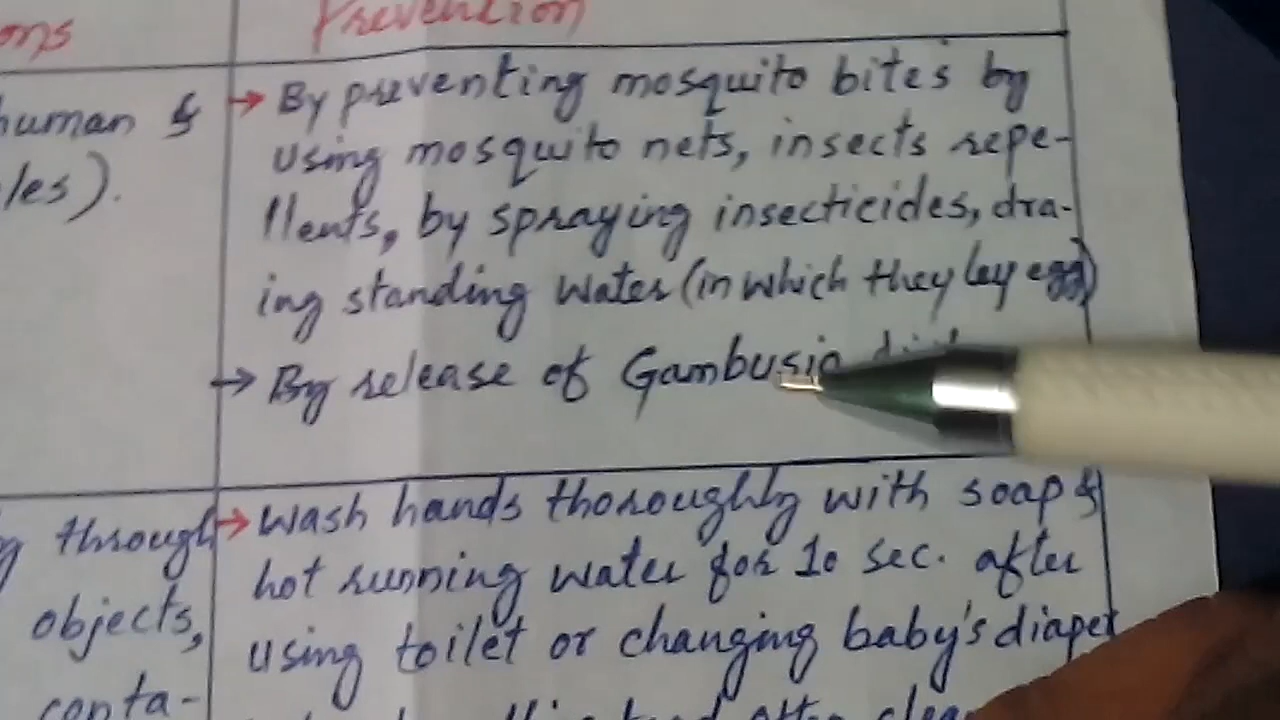 ons Prevention
human & → By preventing mosquito bites by
les). using mosquito nets, insects repe-
llents, by spraying insecticides, dra-
ing standing water (in which they lay egg)
→ By release of Gambusia
g through → Wash hands thoroughly with soap &
hot running water for 10 sec. after
objects, using toilet or changing baby's diaper
conta-